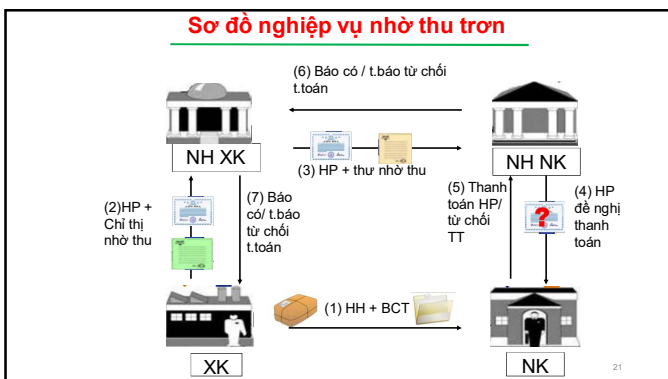 Sơ đồ nghiệp vụ nhờ thu trơn
(6) Báo có / t.báo từ chối
t.toán
NH XK
NH NK
(3) HP + thư nhờ thu
(2)HP +
Chỉ thị
nhờ thu
(7) Báo
có/ t.báo
từ chối
t.toán
(5) Thanh
toán HP/
từ chối
TT
(4) HP
đề nghị
thanh
toán
?
(1) HH + BCT
XK
NK
21